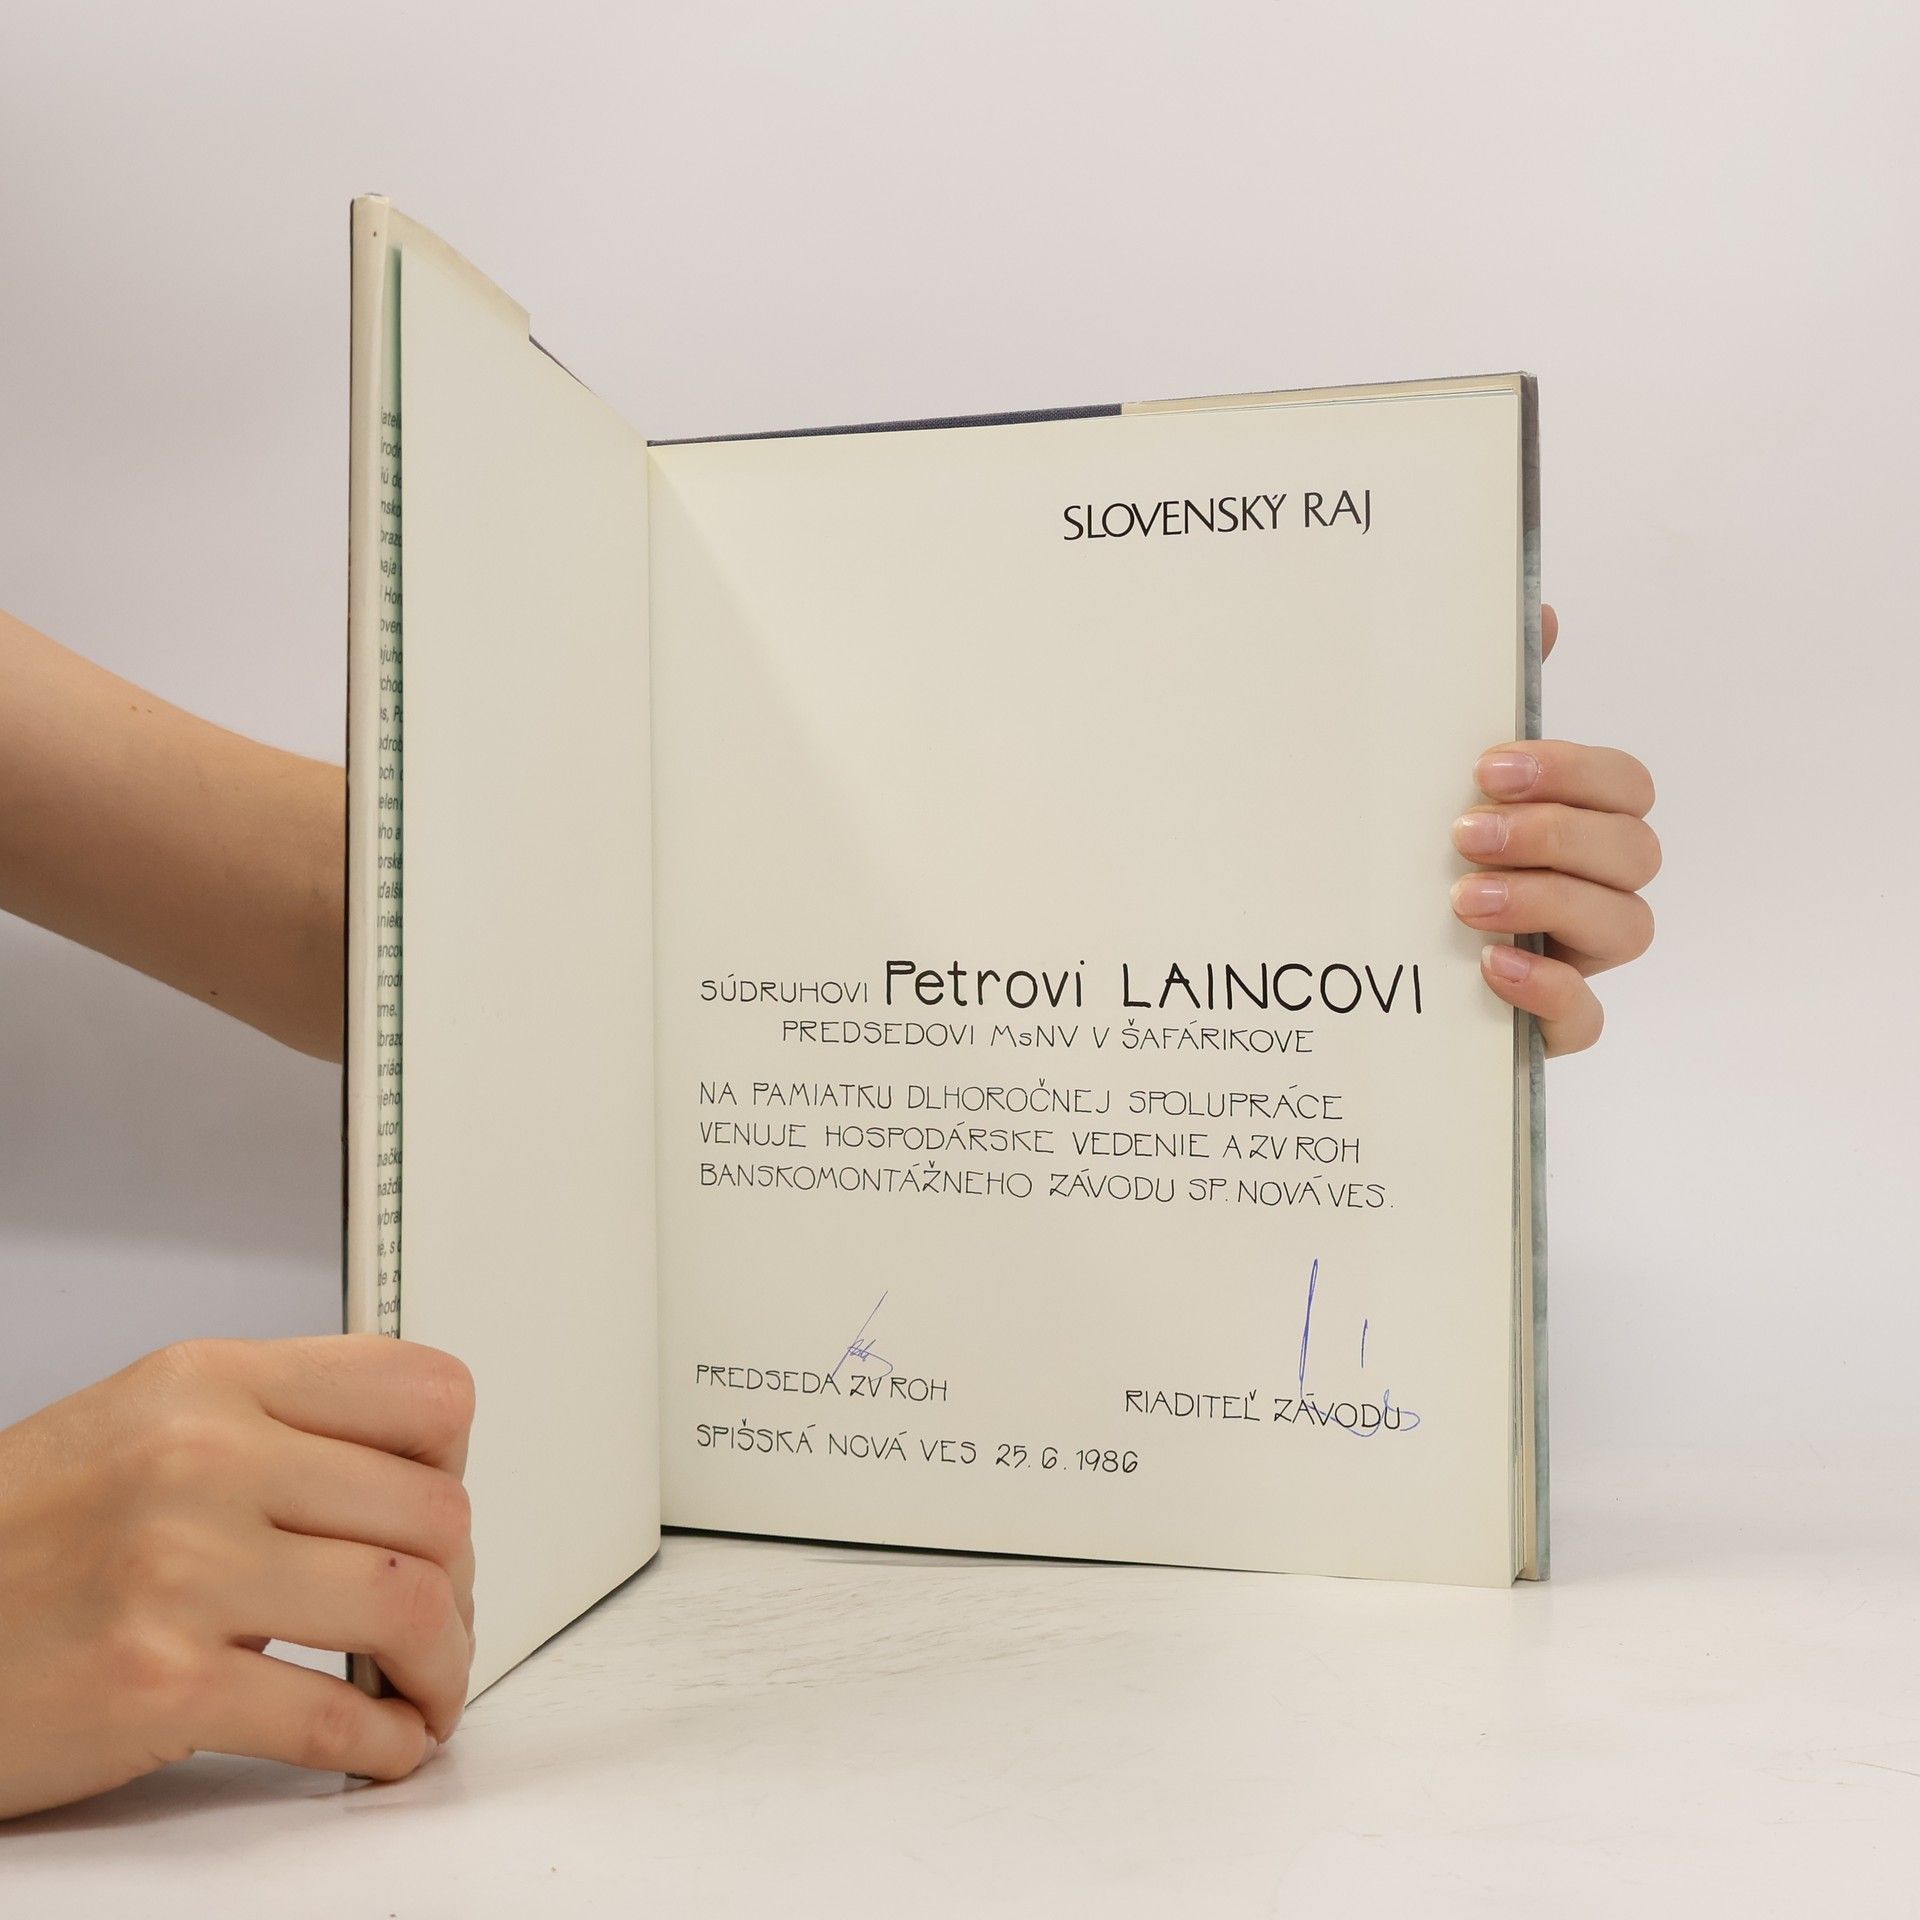 SLOVENSKÝ RAJ
SÚDRUHOVI Petrovi LAINCOVI
PREDSEDOVI MsNV V ŠAFÁRIKOVE
NA PAMIATKU DLHOROČNEJ SPOLUPRÁCE
VENUJE HOSPODÁRSKE VEDENIE A ZV ROH
BANSKOMONTÁŽNEHO ZÁVODU SP. NOVÁ VES.
PREDSEDA ZV ROH
RIADITEĽ ZÁVODU
SPIŠSKÁ NOVÁ VES 25. 6. 1986